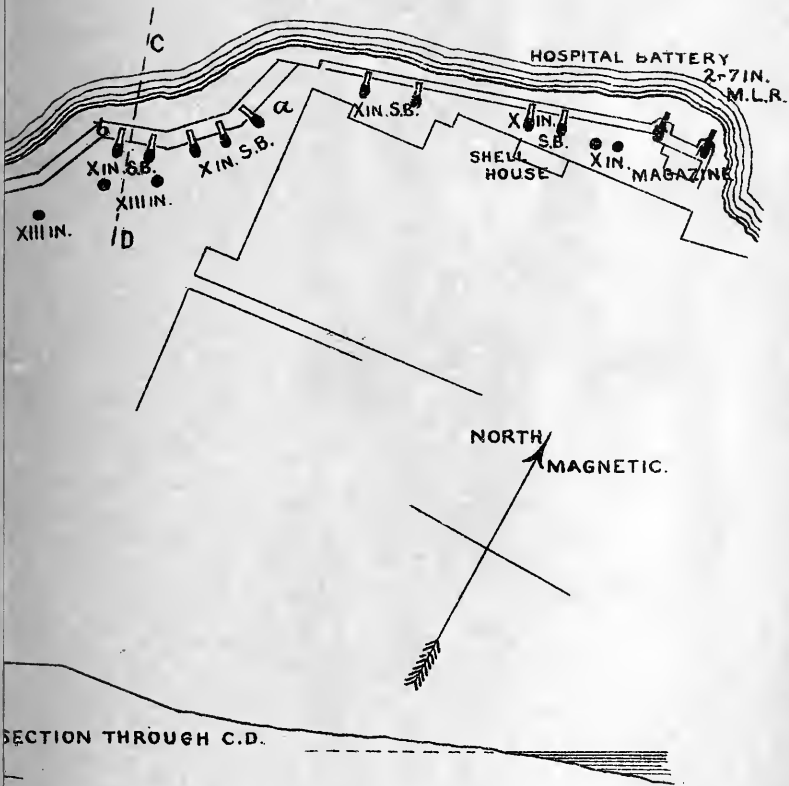 C
HOSPITAL BATTERY
2-7IN.
M.L.R.
a
b
XIN.S.B.
XIN.S.B.
XIN.S.B.
XIN.
S.B.
XIN.
SHELL
HOUSE
MAGAZINE
XIIIIN.
XIIIIN.
D
NORTH
MAGNETIC.
SECTION THROUGH C.D.